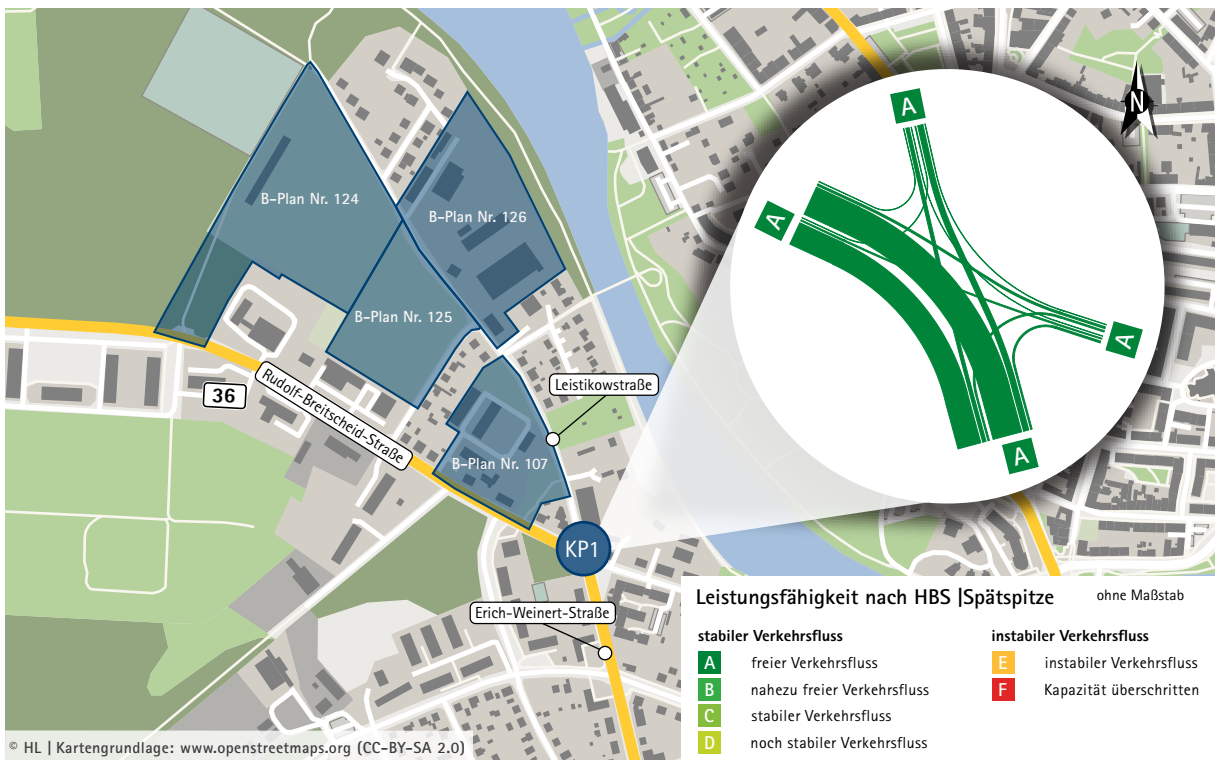 A
N
A
B-Plan Nr. 124
B-Plan Nr. 126
B-Plan Nr. 125
A
36
Rudolf-Breitscheid-Straße
Leistikowstraße
B-Plan Nr. 107
A
KP1
Erich-Weinert-Straße
Leistungsfähigkeit nach HBS |Spätspitze ohne Maßstab
stabiler Verkehrsfluss
A freier Verkehrsfluss
B nahezu freier Verkehrsfluss
C stabiler Verkehrsfluss
D noch stabiler Verkehrsfluss
instabiler Verkehrsfluss
E instabiler Verkehrsfluss
F Kapazität überschritten
© HL | Kartengrundlage: www.openstreetmaps.org (CC-BY-SA 2.0)